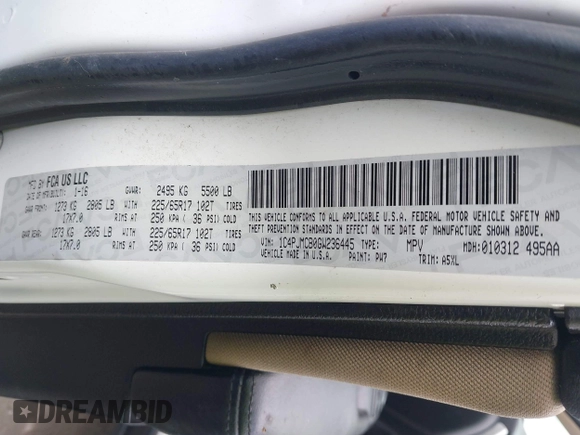 MFD BY FCA US LLC
DATE OF MFR 1-16 GVWR: 2495 KG 5500 LB
GAWR FRONT: 1273 KG 2805 LB WITH 225/65R17 102T TIRES
17X7.0 RIMS AT 250 KPA ( 36 PSI) COLD
GAWR REAR: 1273 KG 2805 LB WITH 225/65R17 102T TIRES
17X7.0 RIMS AT 250 KPA ( 36 PSI) COLD
THIS VEHICLE CONFORMS TO ALL APPLICABLE U.S.A. FEDERAL MOTOR VEHICLE SAFETY AND
THEFT PREVENTION STANDARDS IN EFFECT ON THE DATE OF MANUFACTURE SHOWN ABOVE.
VIN: 1C4PJMCB0GW236445 TYPE: MPV MDH:010312 495AA
VEHICLE MADE IN U.S.A. PAINT: PW7 TRIM: A5XL
DREAMBID